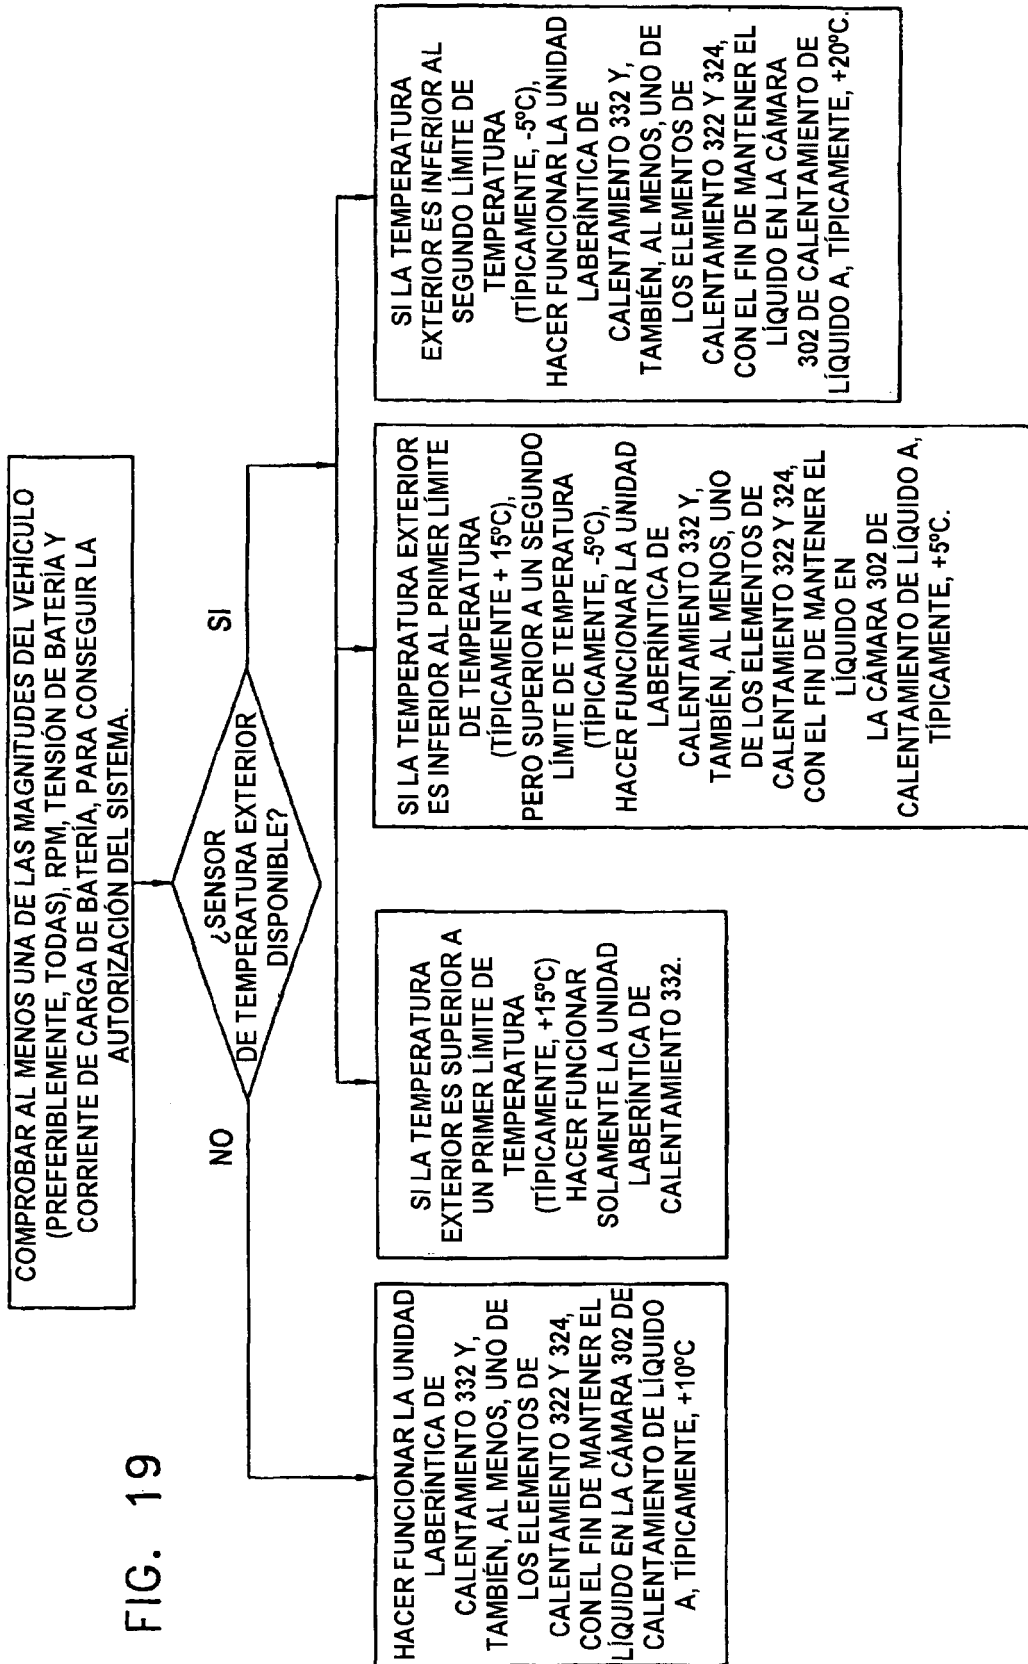 FIG. 19
COMPROBAR AL MENOS UNA DE LAS MAGNITUDES DEL VEHÍCULO
(PREFERIBLEMENTE, TODAS), RPM, TENSIÓN DE BATERÍA Y
CORRIENTE DE CARGA DE BATERÍA, PARA CONSEGUIR LA
AUTORIZACIÓN DEL SISTEMA.
¿SENSOR
DE TEMPERATURA EXTERIOR
DISPONIBLE?
NO
SI
HACER FUNCIONAR LA UNIDAD
LABERÍNTICA DE
CALENTAMIENTO 332 Y,
TAMBIÉN, AL MENOS, UNO DE
LOS ELEMENTOS DE
CALENTAMIENTO 322 Y 324,
CON EL FIN DE MANTENER EL
LÍQUIDO EN LA CÁMARA 302 DE
CALENTAMIENTO DE LÍQUIDO
A, TÍPICAMENTE, +10ºC
SI LA TEMPERATURA
EXTERIOR ES SUPERIOR A
UN PRIMER LÍMITE DE
TEMPERATURA
(TÍPICAMENTE, +15ºC)
HACER FUNCIONAR
SOLAMENTE LA UNIDAD
LABERÍNTICA DE
CALENTAMIENTO 332.
SI LA TEMPERATURA EXTERIOR
ES INFERIOR AL PRIMER LÍMITE
DE TEMPERATURA
(TÍPICAMENTE + 15ºC),
PERO SUPERIOR A UN SEGUNDO
LÍMITE DE TEMPERATURA
(TÍPICAMENTE, -5ºC),
HACER FUNCIONAR LA UNIDAD
LABERÍNTICA DE
CALENTAMIENTO 332 Y,
TAMBIÉN, AL MENOS, UNO
DE LOS ELEMENTOS DE
CALENTAMIENTO 322 Y 324,
CON EL FIN DE MANTENER EL
LÍQUIDO EN
LA CÁMARA 302 DE
CALENTAMIENTO DE LÍQUIDO A,
TÍPICAMENTE, +5ºC.
SI LA TEMPERATURA
EXTERIOR ES INFERIOR AL
SEGUNDO LÍMITE DE
TEMPERATURA
(TÍPICAMENTE, -5ºC),
HACER FUNCIONAR LA UNIDAD
LABERÍNTICA DE
CALENTAMIENTO 332 Y,
TAMBIÉN, AL MENOS, UNO DE
LOS ELEMENTOS DE
CALENTAMIENTO 322 Y 324,
CON EL FIN DE MANTENER EL
LÍQUIDO EN LA CÁMARA
302 DE CALENTAMIENTO DE
LÍQUIDO A, TÍPICAMENTE, +20ºC.